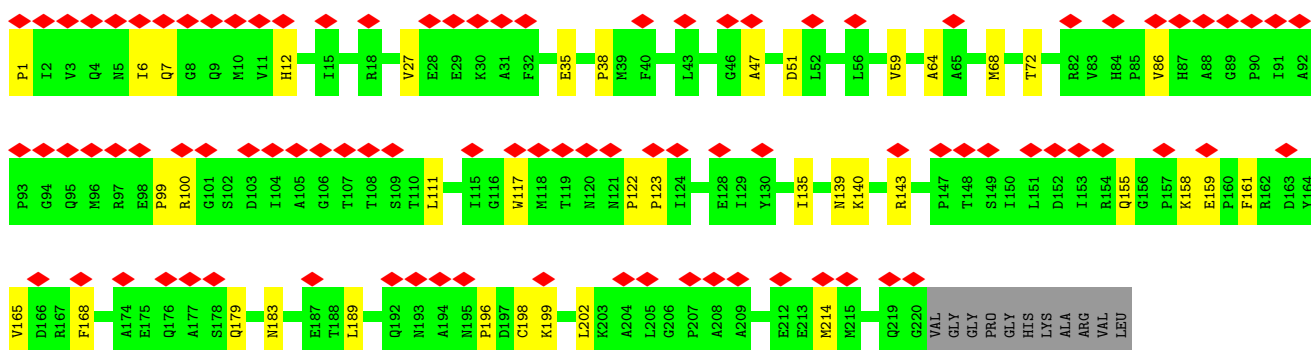 P1 I2 V3 Q4 N5 I6 Q7 G8 Q9 M10 V11 H12 I15 R18 V27 E28 E29 K30 A31 F32 E35 P38 M39 F40 L43 G46 A47 D51 L52 L56 V59 A64 A65 M68 T72 R82 V83 H84 P85 V86 H87 A88 G89 P90 I91 A92
P93 G94 Q95 M96 R97 E98 P99 R100 G101 S102 D103 I104 A105 G106 T107 T108 S109 T110 L111 I115 G116 W117 M118 T119 N120 N121 P122 P123 I124 E128 I129 Y130 I135 N139 K140 R143 P147 T148 S149 I150 L151 D152 I153 R154 Q155 G156 P157 K158 E159 P160 F161 R162 D163 Y164
V165 D166 R167 F168 A174 E175 Q176 A177 S178 Q179 N183 E187 T188 L189 Q192 N193 A194 N195 P196 D197 C198 K199 L202 K203 A204 L205 G206 P207 A208 A209 E212 E213 M214 M215 Q219 G220 VAL GLY GLY PRO GLY HIS LYS ALA ARG VAL LEU